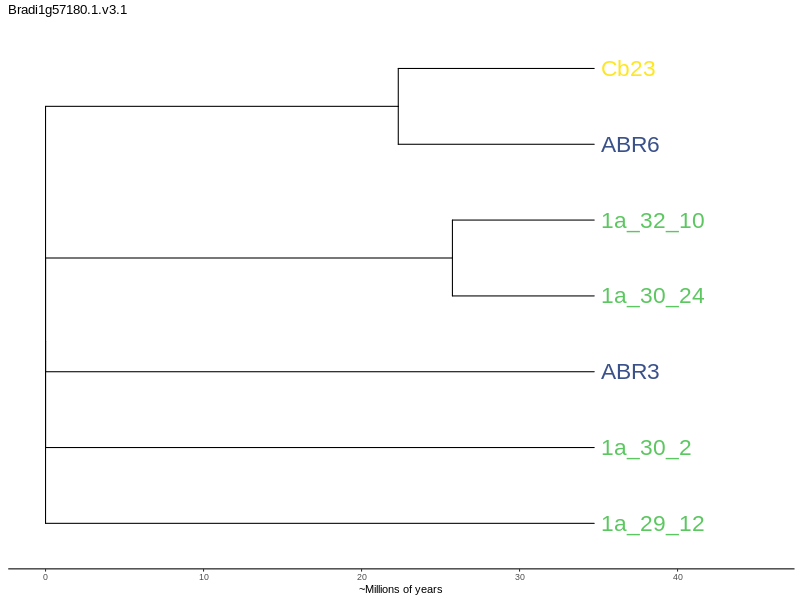 Bradi1g57180.1.v3.1
Cb23
ABR6
1a_32_10
1a_30_24
ABR3
1a_30_2
1a_29_12
0 10 20 30 40
~Millions of years